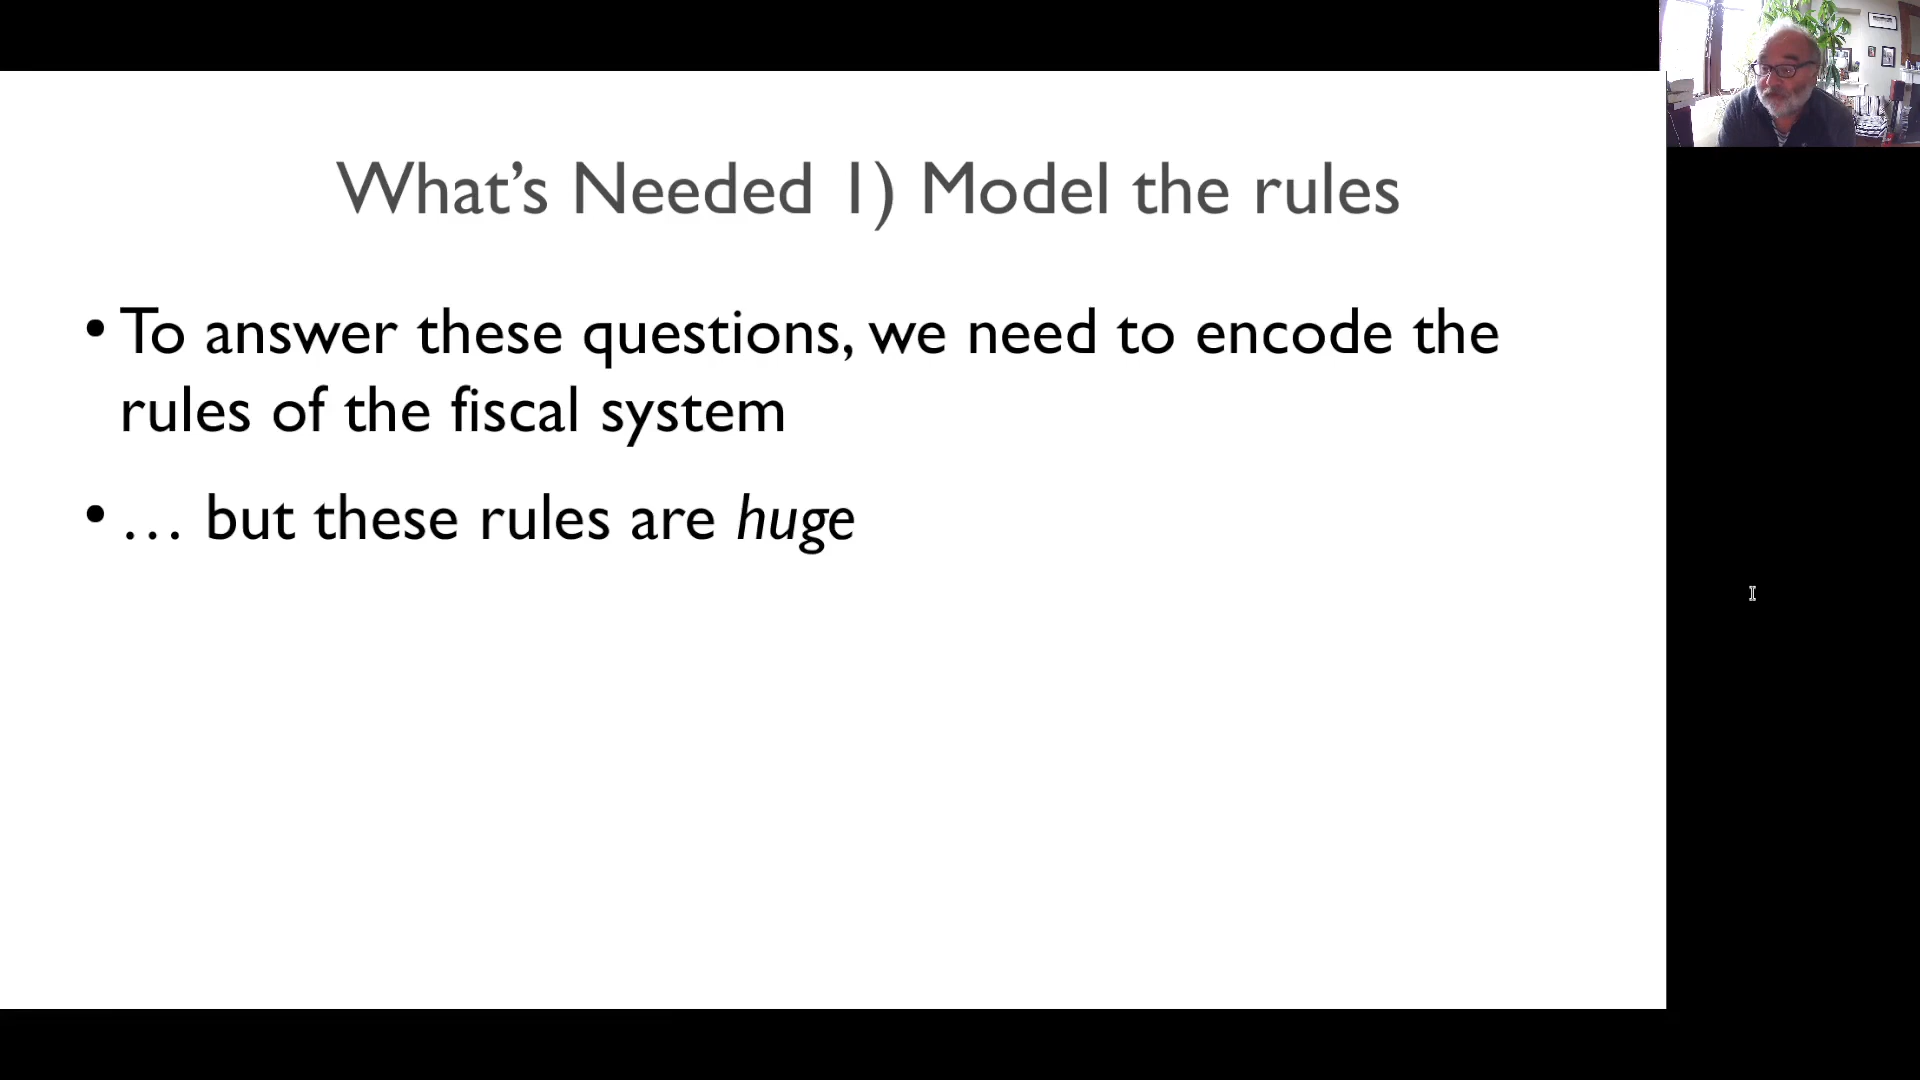 What’s Needed 1) Model the rules
• To answer these questions, we need to encode the
rules of the fiscal system
• … but these rules are huge